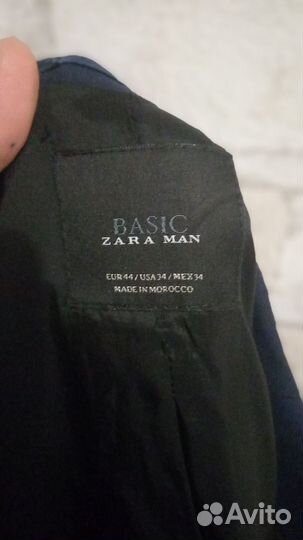 BASIC
ZARA MAN
EUR 44 / USA 34 / MEX 34
MADE IN MOROCCO
Avito